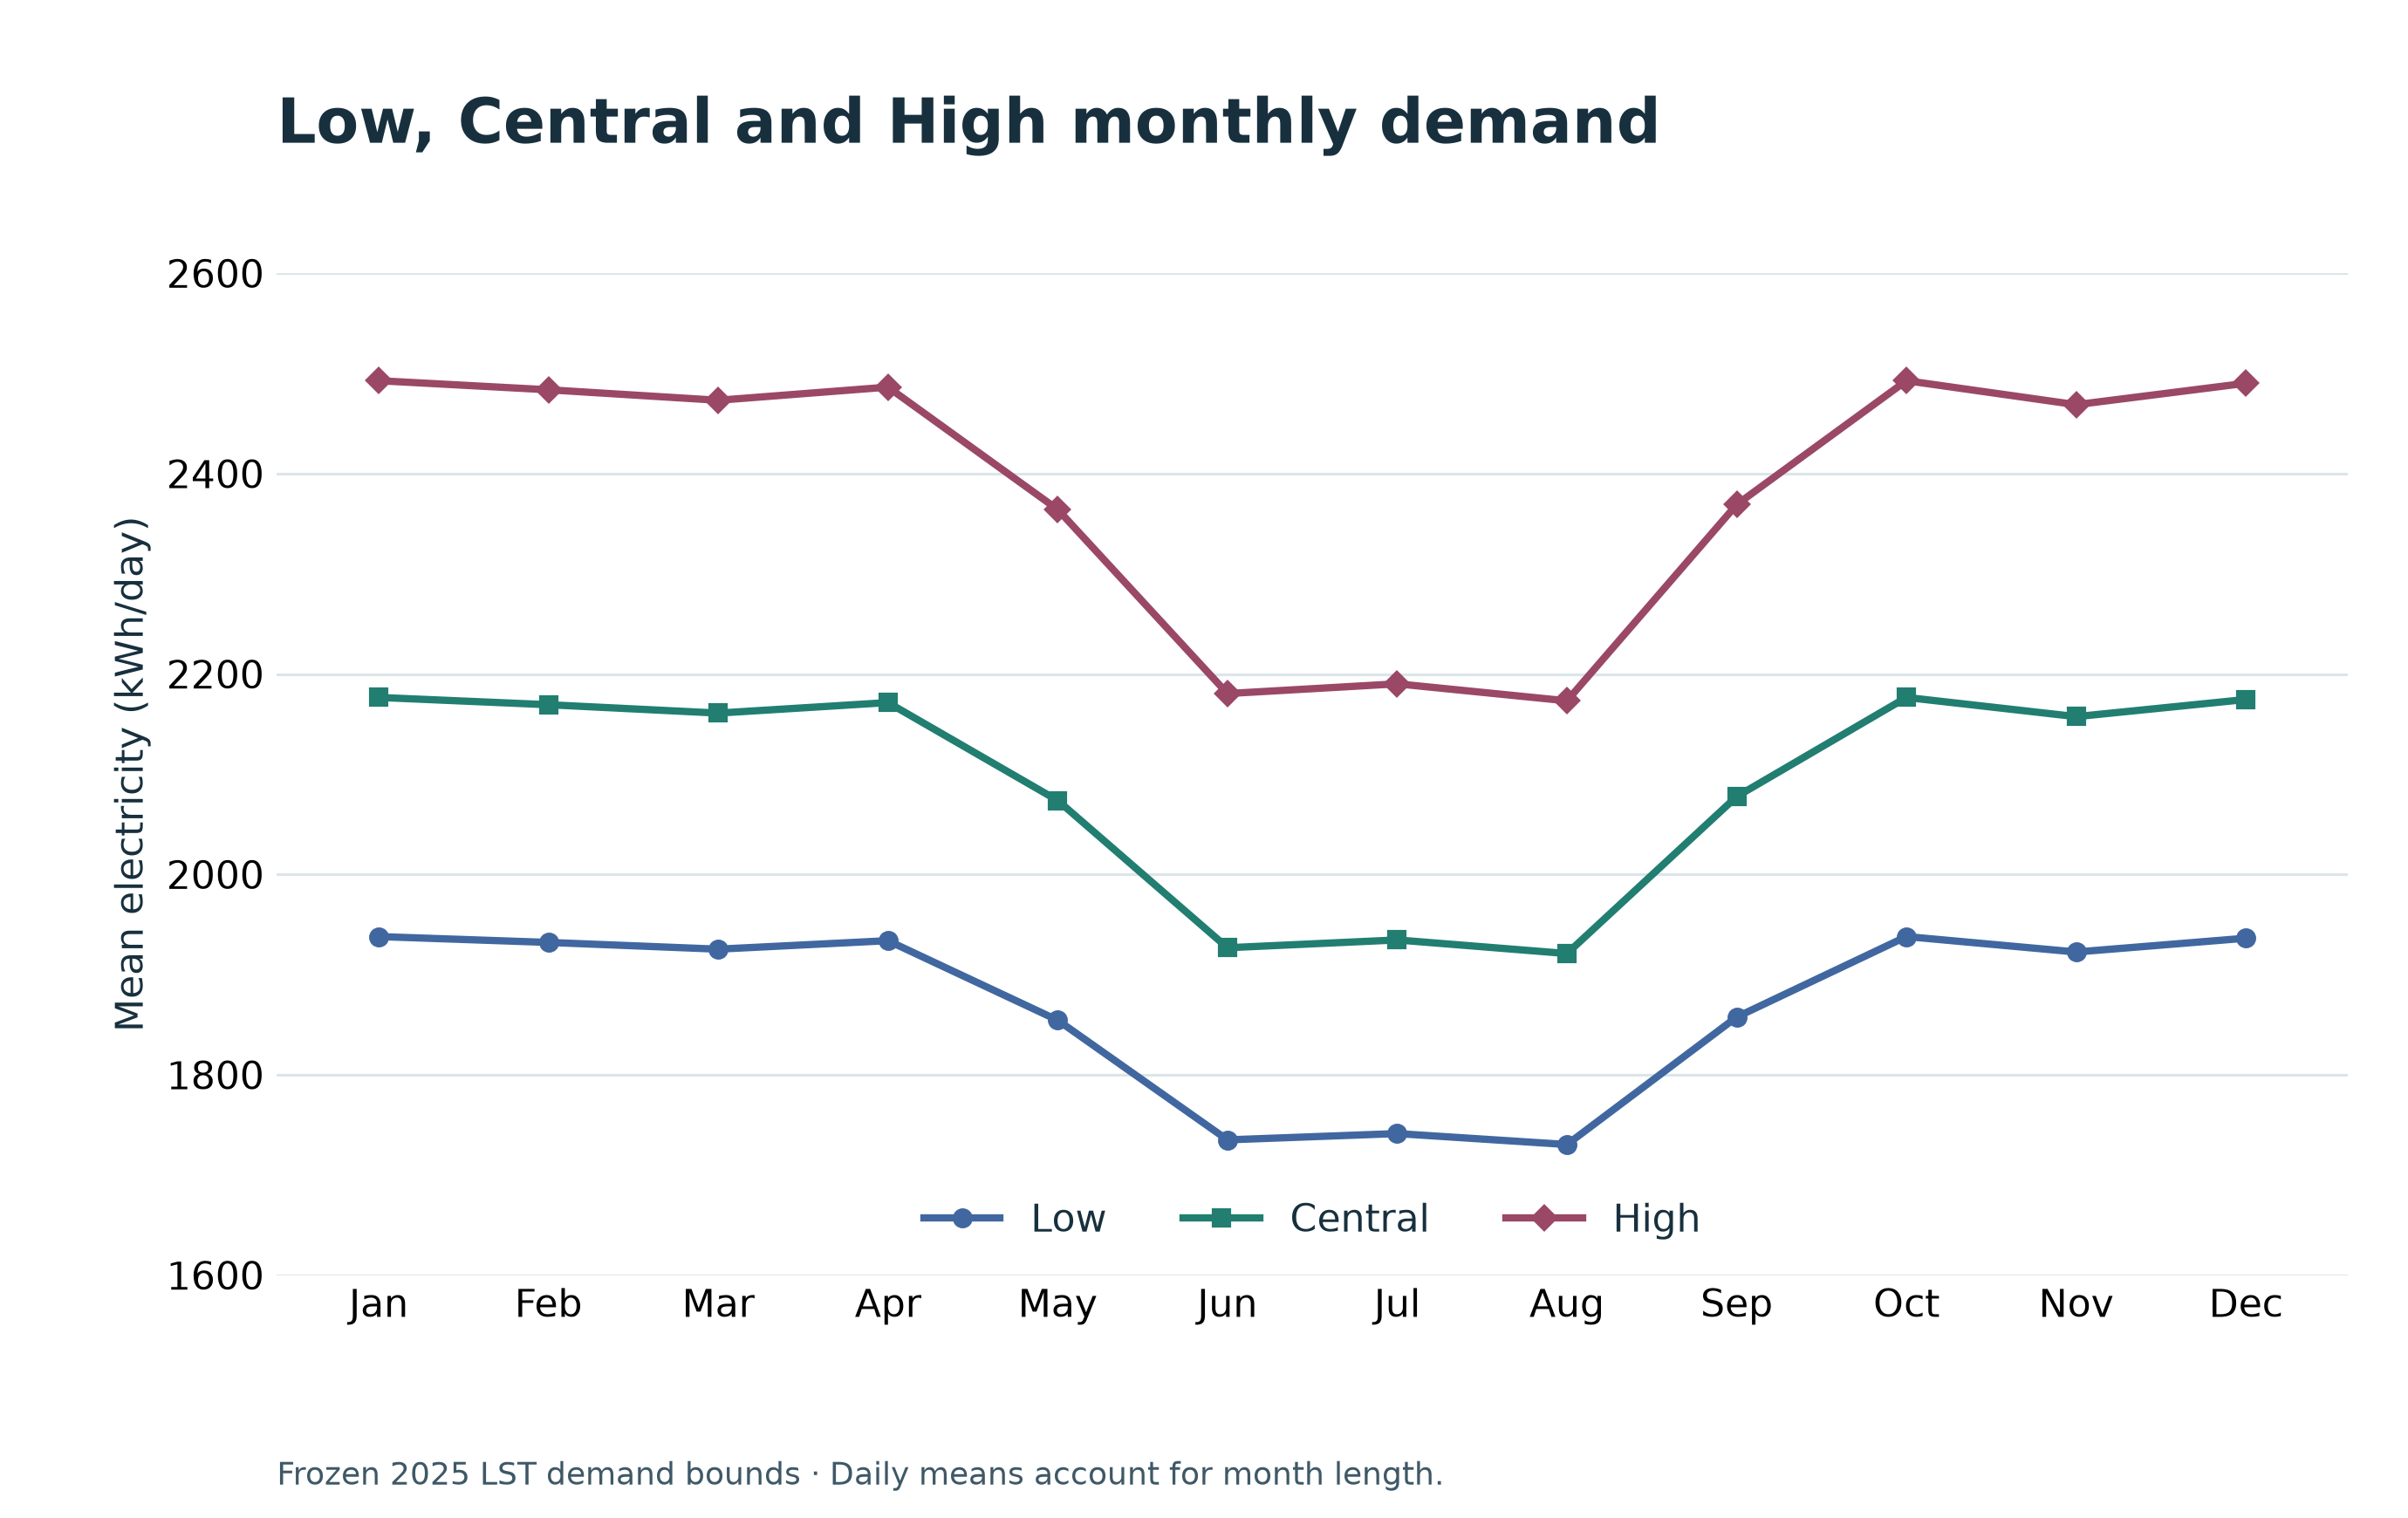 Low, Central and High monthly demand
Mean electricity (kWh/day)
2600
2400
2200
2000
1800
1600
Low Central High
Jan Feb Mar Apr May Jun Jul Aug Sep Oct Nov Dec
Frozen 2025 LST demand bounds · Daily means account for month length.